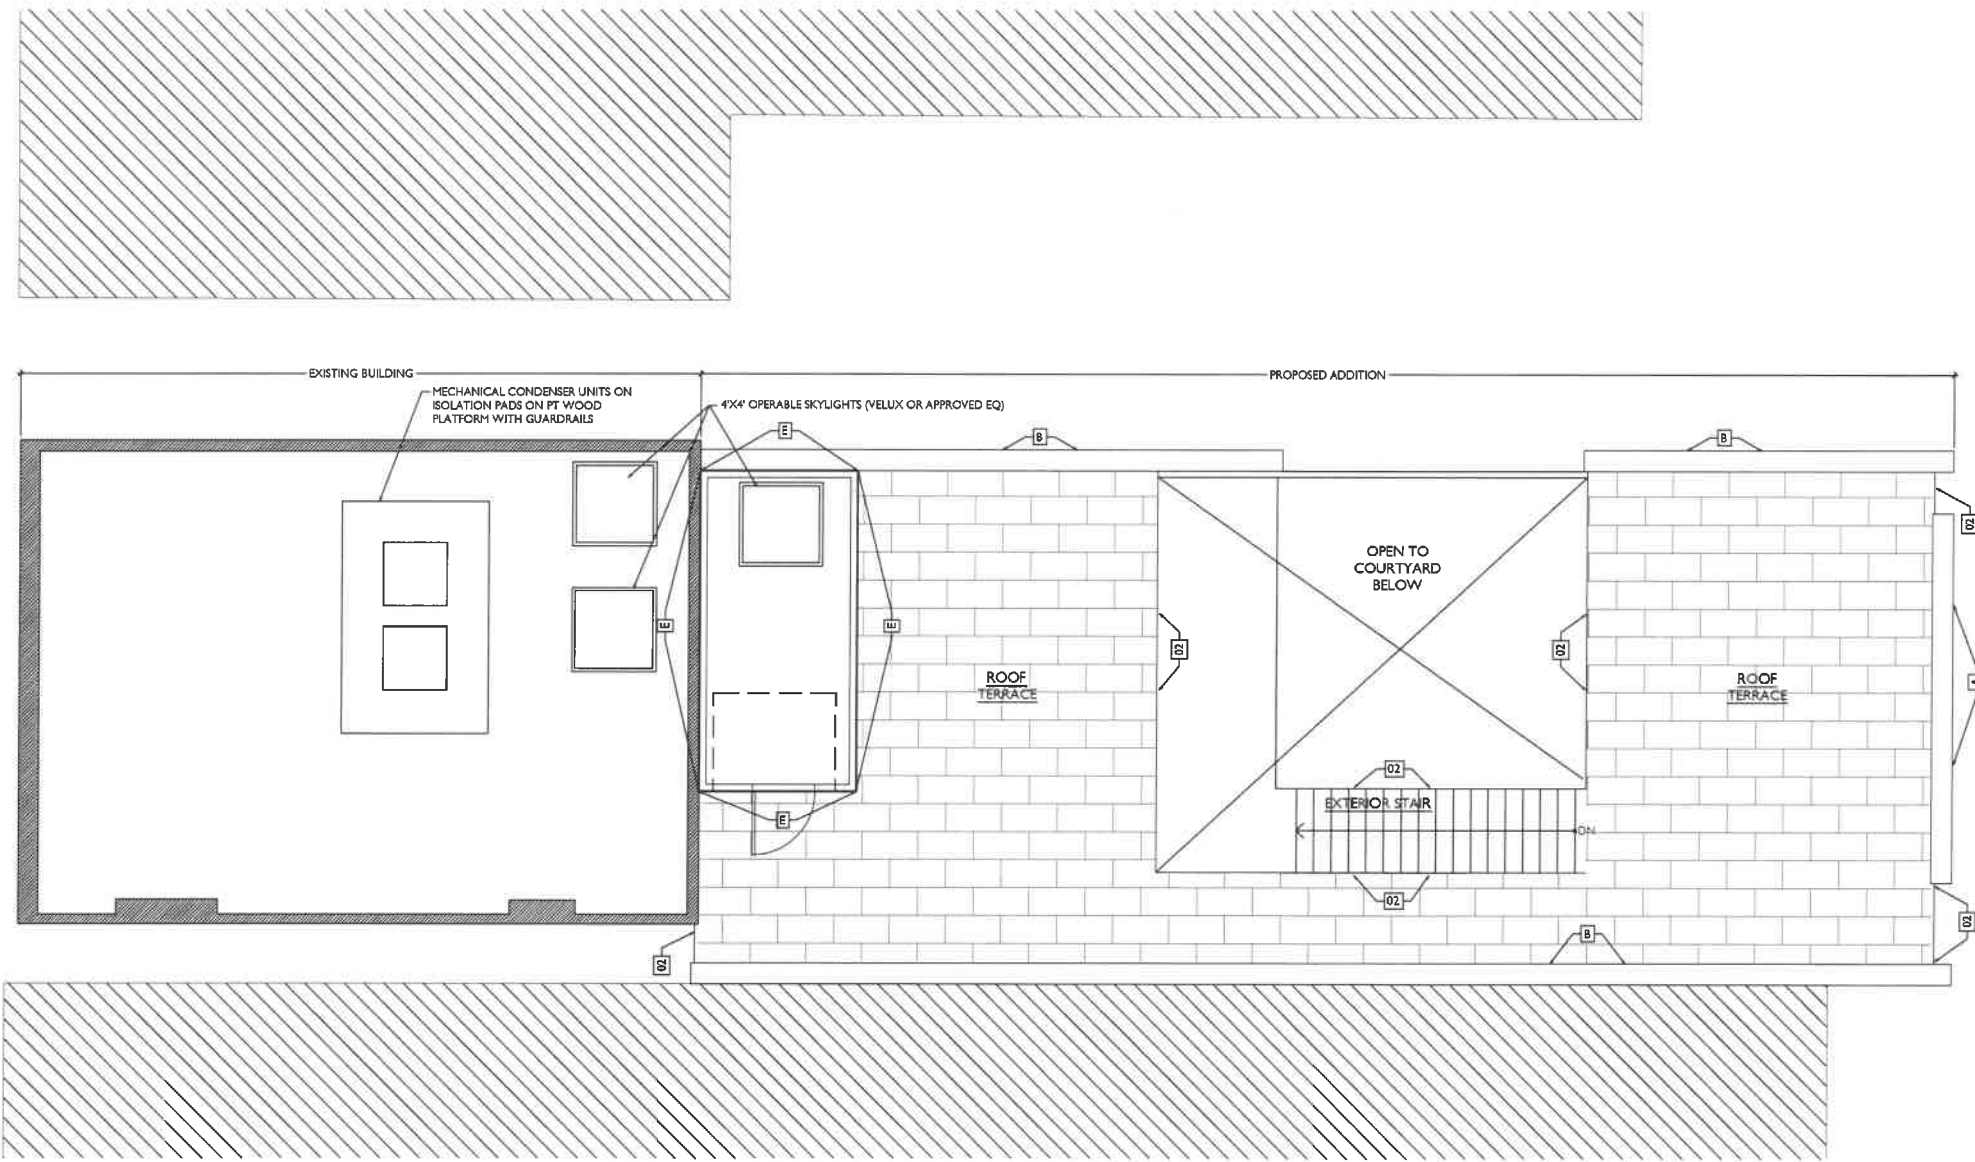 EXISTING BUILDING
PROPOSED ADDITION
MECHANICAL CONDENSER UNITS ON
ISOLATION PADS ON PT WOOD
PLATFORM WITH GUARDRAILS
4'X4' OPERABLE SKYLIGHTS (VELUX OR APPROVED EQ)
E
B
B
02
OPEN TO
COURTYARD
BELOW
E
E
02
02
ROOF
TERRACE
ROOF
TERRACE
A
02
EXTERIOR STAIR
E
DN
02
02
B
02